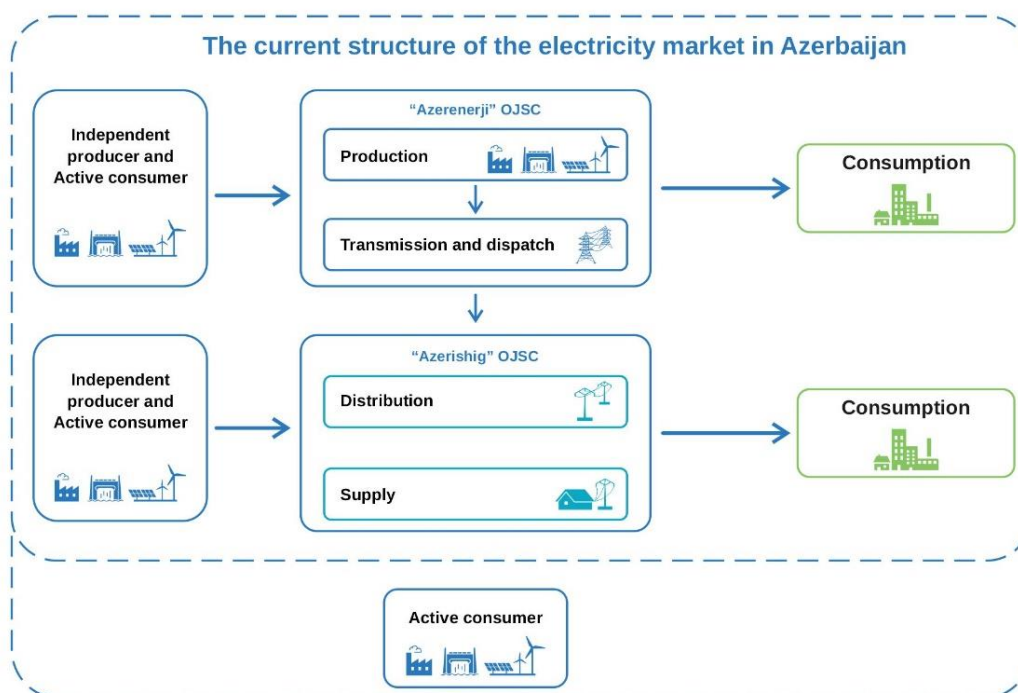 The current structure of the electricity market in Azerbaijan
Independent
producer and
Active consumer
“Azerenerji” OJSC
Production
Transmission and dispatch
Consumption
Independent
producer and
Active consumer
“Azerishig” OJSC
Distribution
Supply
Consumption
Active consumer